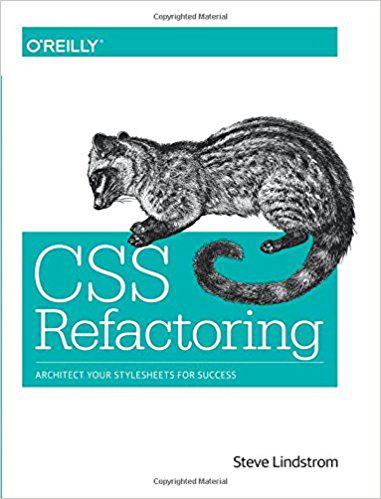 Copyrighted Material
O'REILLY®
CSS
Refactoring
ARCHITECT YOUR STYLESHEETS FOR SUCCESS
Steve Lindstrom
Copyrighted Material